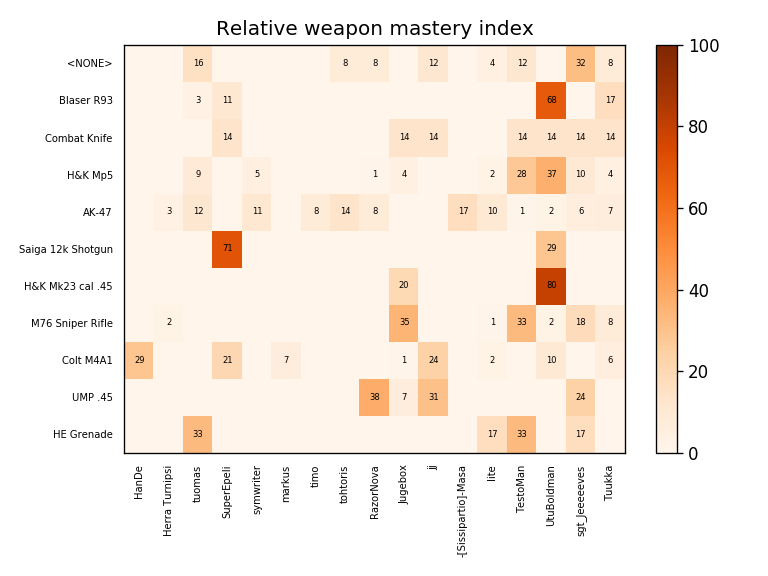 Relative weapon mastery index
<NONE> 16 8 8 12 4 12 32 8
Blaser R93 3 11 68 17
Combat Knife 14 14 14 14 14 14 14
H&K Mp5 9 5 1 4 2 28 37 10 4
AK-47 3 12 11 8 14 8 17 10 1 2 6 7
Saiga 12k Shotgun 71 29
H&K Mk23 cal .45 20 80
M76 Sniper Rifle 2 35 1 33 2 18 8
Colt M4A1 29 21 7 1 24 2 10 6
UMP .45 38 7 31 24
HE Grenade 33 17 33 17
HanDe
Herra Turnipsi
tuomas
SuperEpeli
symwriter
markus
timo
tohtoris
RazorNova
Jugebox
jj
-[Sissipartio]-Masa
lite
TestoMan
UtuBoldman
sgt_Jeeeeeves
Tuukka
100
80
60
40
20
0